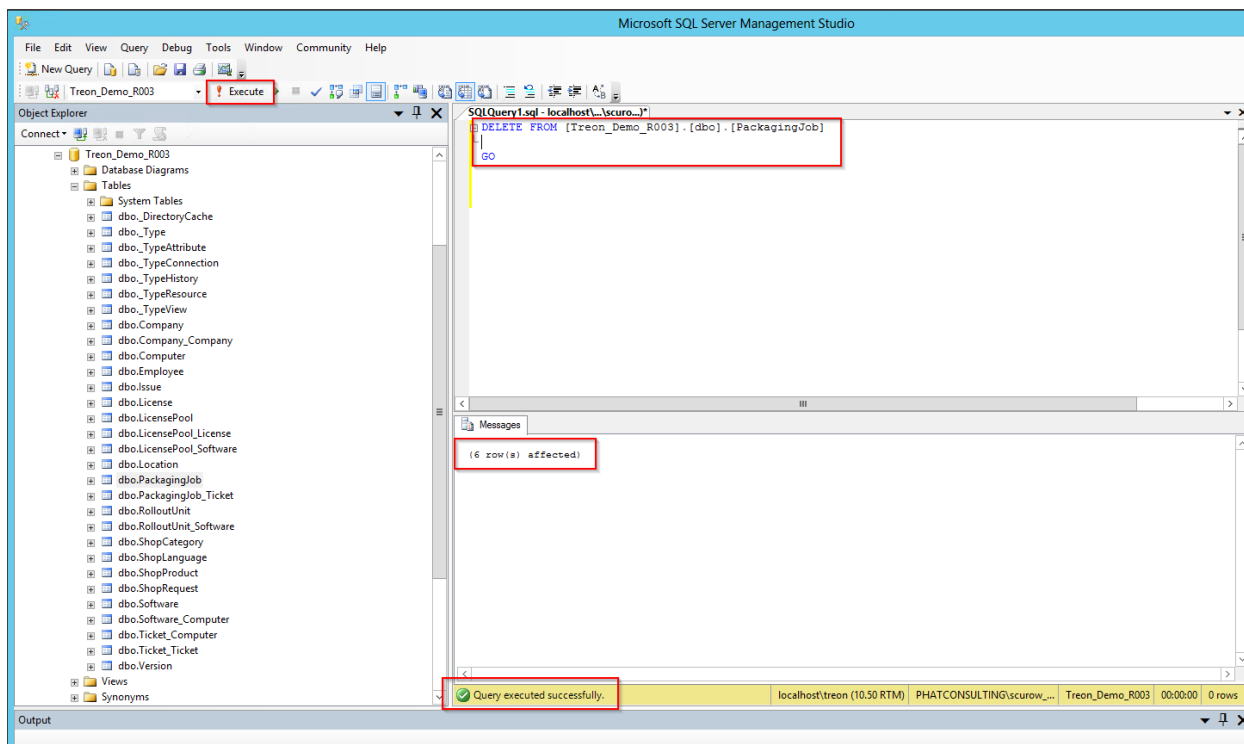 Microsoft SQL Server Management Studio
File Edit View Query Debug Tools Window Community Help
New Query
Treon_Demo_R003 Execute
Object Explorer
SQLQuery1.sql - localhost\...\scuro...)*
Connect
DELETE FROM [Treon_Demo_R003].[dbo].[PackagingJob]
GO
Treon_Demo_R003
Database Diagrams
Tables
System Tables
dbo._DirectoryCache
dbo._Type
dbo._TypeAttribute
dbo._TypeConnection
dbo._TypeHistory
dbo._TypeResource
dbo._TypeView
dbo.Company
dbo.Company_Company
dbo.Computer
dbo.Employee
dbo.Issue
dbo.License
dbo.LicensePool
dbo.LicensePool_License
dbo.LicensePool_Software
dbo.Location
dbo.PackagingJob
dbo.PackagingJob_Ticket
dbo.RolloutUnit
dbo.RolloutUnit_Software
dbo.ShopCategory
dbo.ShopLanguage
dbo.ShopProduct
dbo.ShopRequest
dbo.Software
dbo.Software_Computer
dbo.Ticket_Computer
dbo.Ticket_Ticket
dbo.Version
Views
Synonyms
Messages
(6 row(s) affected)
Query executed successfully.
localhost\treon (10.50 RTM) PHATCONSULTING\scurow_... Treon_Demo_R003 00:00:00 0 rows
Output